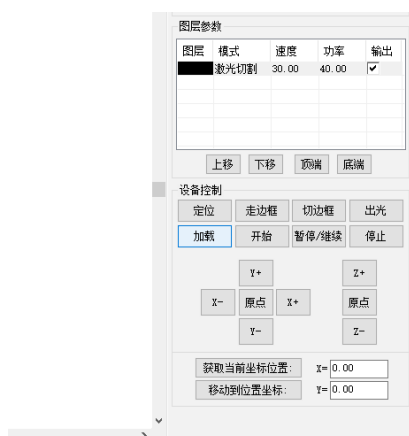 图层参数
图层 模式 速度 功率 输出
激光切割 30.00 40.00
上移 下移 顶端 底端
设备控制
定位 走边框 切边框 出光
加载 开始 暂停/继续 停止
Y+ Z+
X- 原点 X+ 原点
Y- Z-
获取当前坐标位置: X= 0.00
移动到位置坐标: Y= 0.00